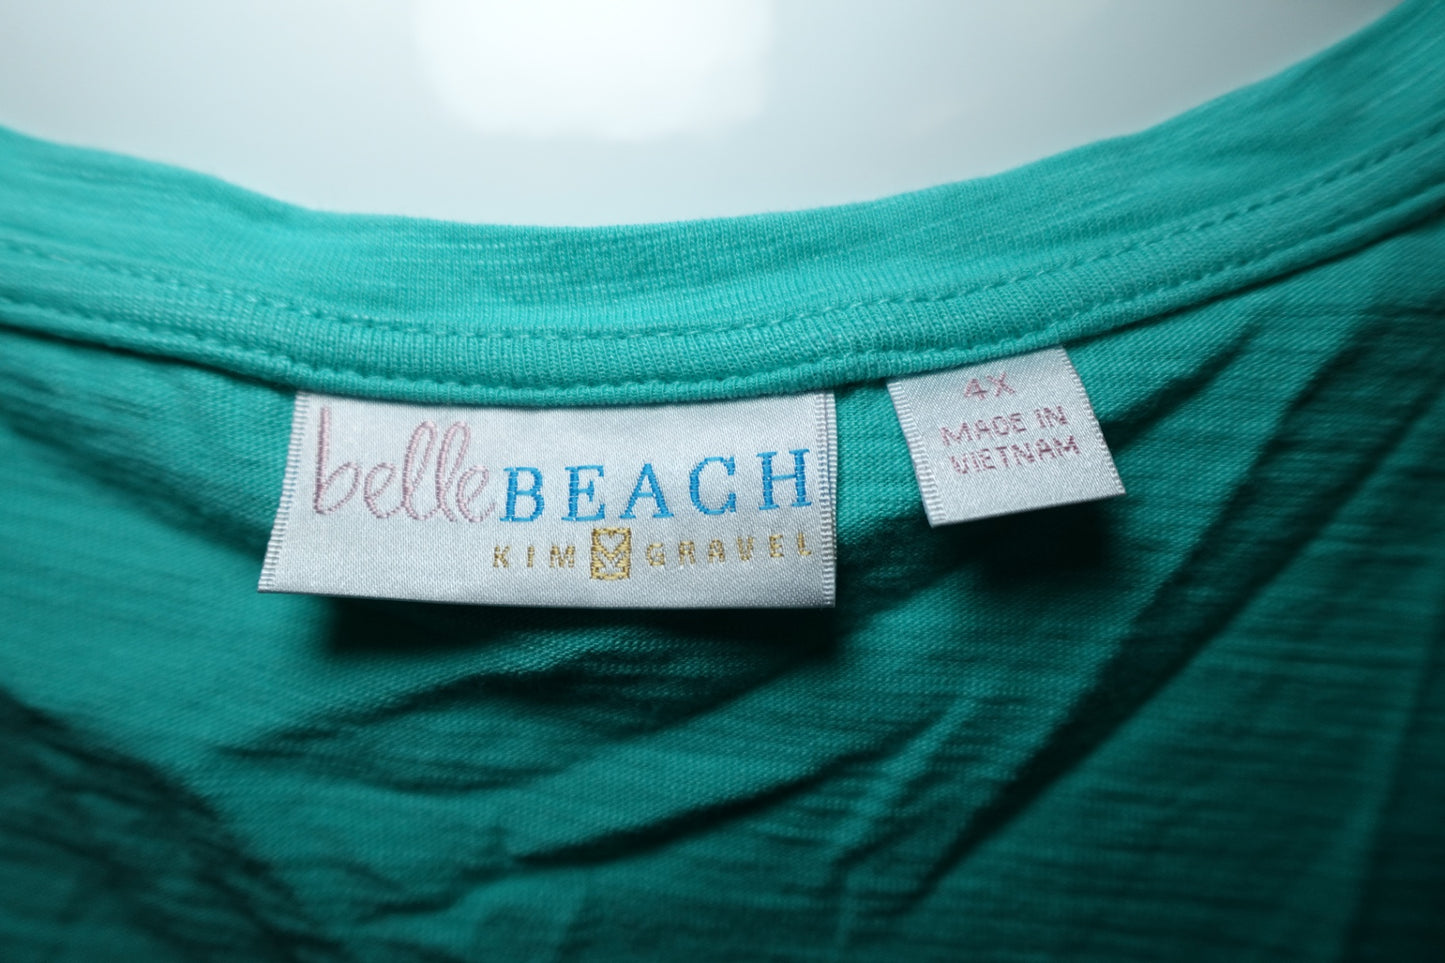 belleBEACH
KIM GRAVEL
4X
MADE IN
VIETNAM